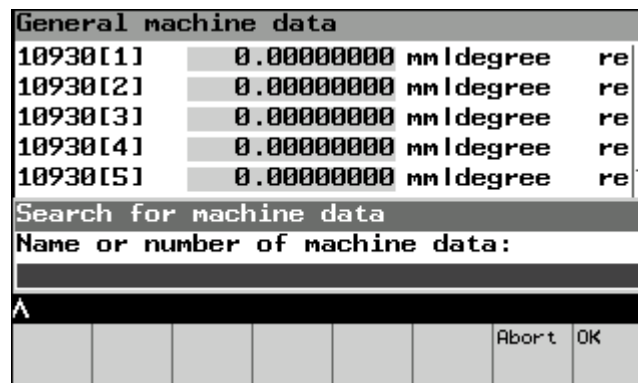 General machine data
10930[1] 0.00000000 mm|degree re
10930[2] 0.00000000 mm|degree re
10930[3] 0.00000000 mm|degree re
10930[4] 0.00000000 mm|degree re
10930[5] 0.00000000 mm|degree re
Search for machine data
Name or number of machine data:
Abort OK